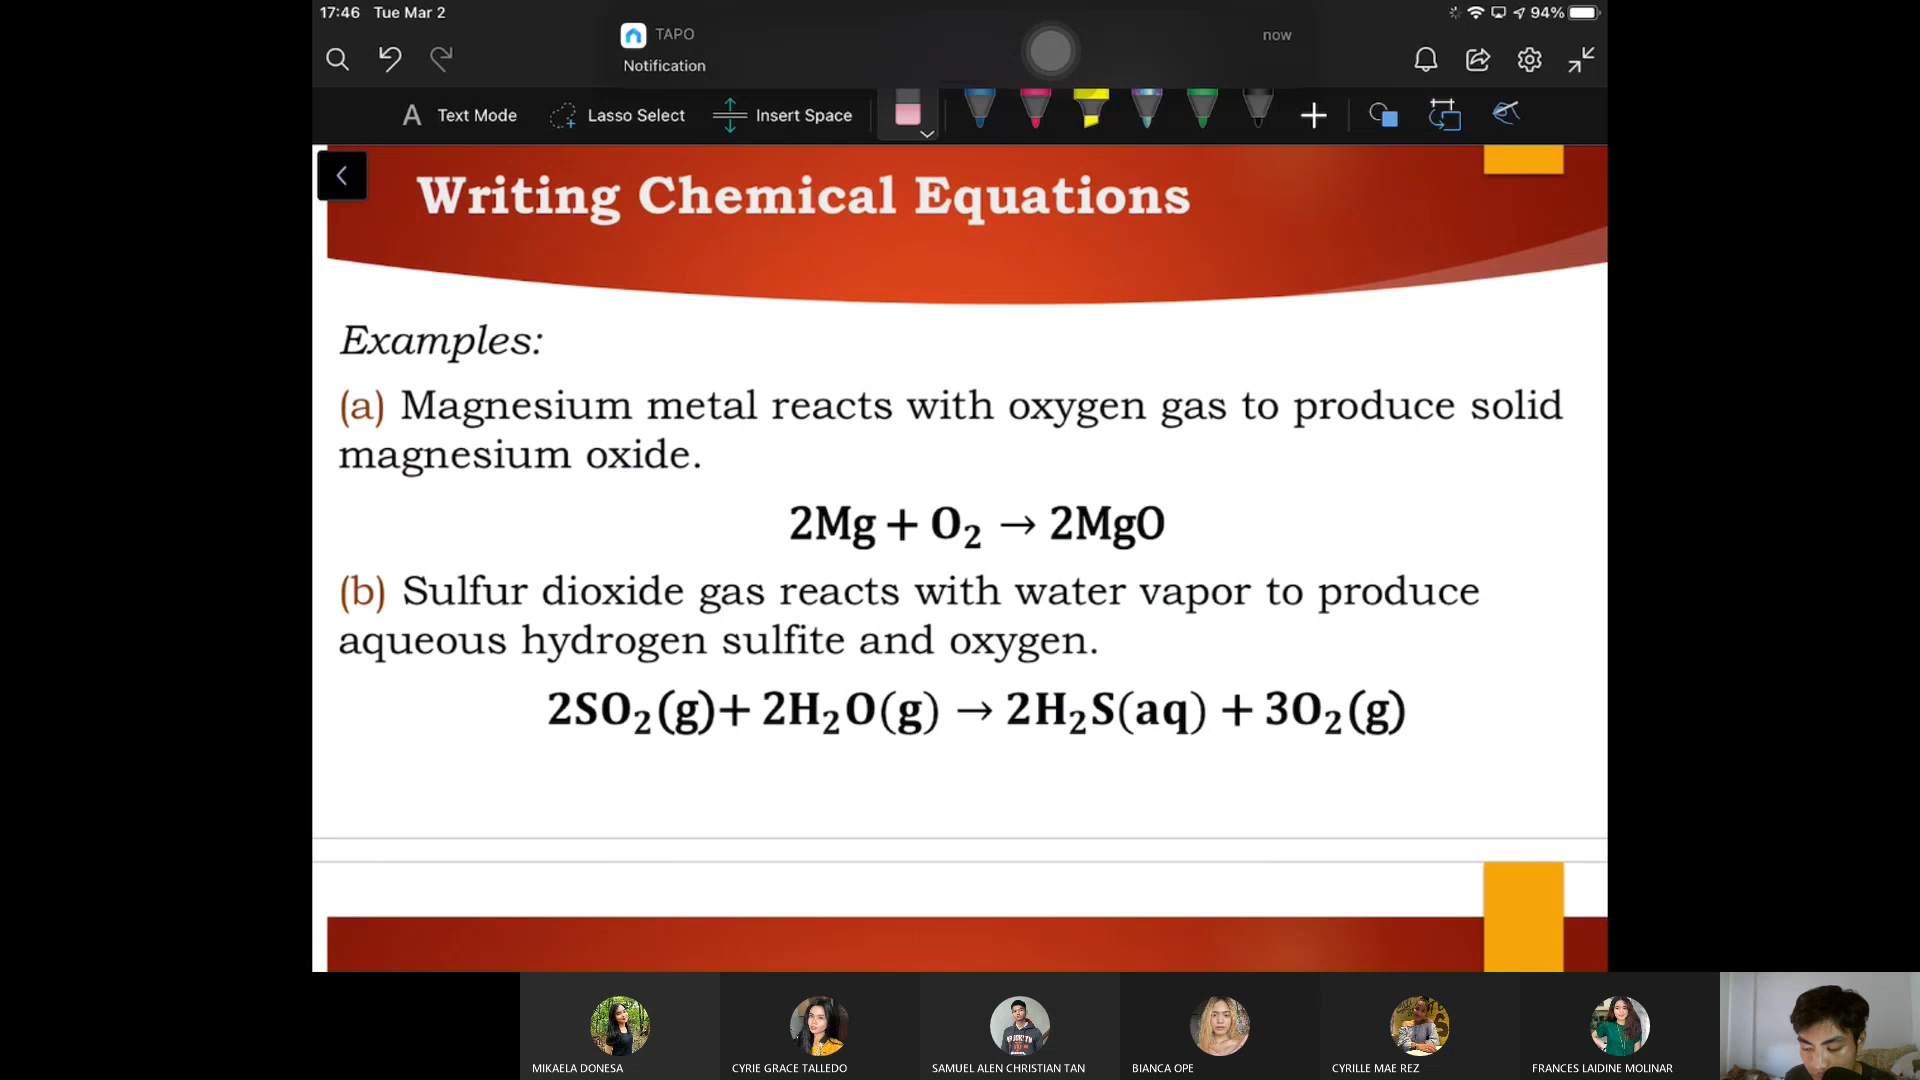 17:46 Tue Mar 2
94%
TAPO
now
Notification
Text Mode
Lasso Select
Insert Space
Writing Chemical Equations
Examples:
(a) Magnesium metal reacts with oxygen gas to produce solid
magnesium oxide.
2Mg + O₂ → 2MgO
(b) Sulfur dioxide gas reacts with water vapor to produce
aqueous hydrogen sulfite and oxygen.
2SO₂(g)+ 2H₂O(g) → 2H₂S(aq) + 3O₂(g)
MIKAELA DONESA
CYRIE GRACE TALLEDO
SAMUEL ALEN CHRISTIAN TAN
BIANCA OPE
CYRILLE MAE REZ
FRANCES LAIDINE MOLINAR